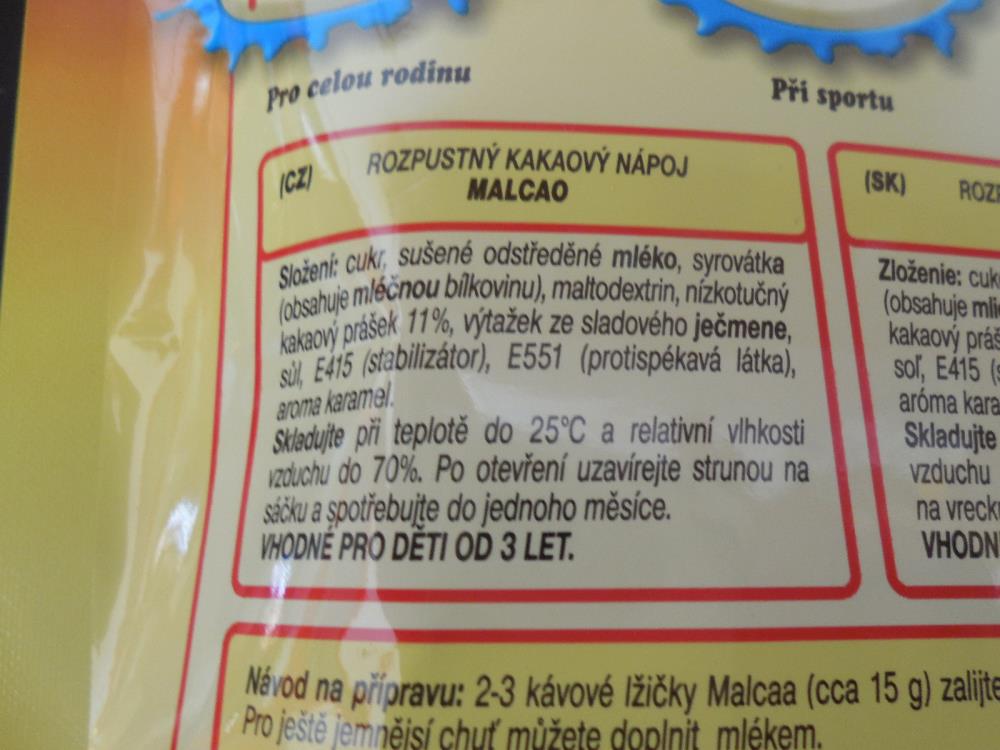 Pro celou rodinu
Při sportu
(CZ) ROZPUSTNÝ KAKAOVÝ NÁPOJ
MALCAO
Složení: cukr, sušené odstředěné mléko, syrovátka
(obsahuje mléčnou bílkovinu), maltodextrin, nízkotučný
kakaový prášek 11%, výtažek ze sladového ječmene,
sůl, E415 (stabilizátor), E551 (protispékavá látka),
aroma karamel.
Skladujte při teplotě do 25°C a relativní vlhkosti
vzduchu do 70%. Po otevření uzavírejte strunou na
sáčku a spotřebujte do jednoho měsíce.
VHODNÉ PRO DĚTI OD 3 LET.
(SK)
Zloženie:
(obsahuje
kakaový
soľ, E415
aróma
Skladujte
vzduchu
na
Návod na přípravu: 2-3 kávové lžičky Malcaa (cca 15 g) zalijte
Pro ještě jemnější chuť můžete doplnit mlékem.